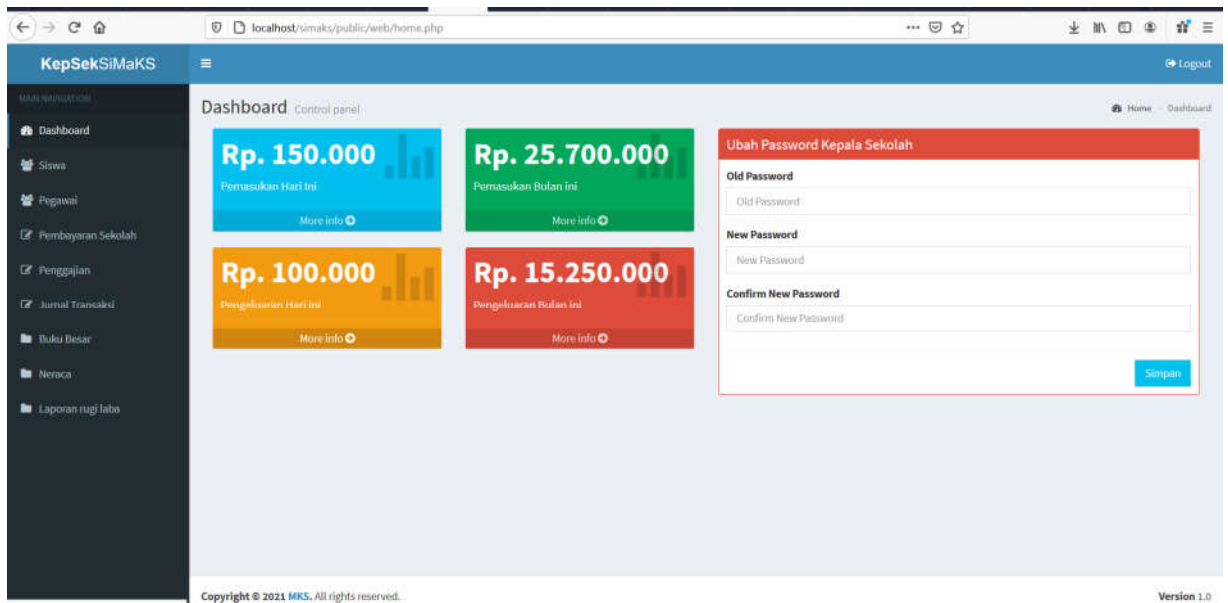 localhost/simaks/public/web/home.php
KepSekSiMaKS
Logout
MAIN NAVIGATION
Dashboard
Siswa
Pegawai
Pembayaran Sekolah
Penggajian
Jurnal Transaksi
Buku Besar
Neraca
Laporan rugi laba
Dashboard Control panel
Home - Dashboard
Rp. 150.000
Pemasukan Hari Ini
More info
Rp. 25.700.000
Pemasukan Bulan ini
More info
Rp. 100.000
Pengeluaran Hari ini
More info
Rp. 15.250.000
Pengeluaran Bulan ini
More info
Ubah Password Kepala Sekolah
Old Password
Old Password
New Password
New Password
Confirm New Password
Confirm New Password
Simpan
Copyright © 2021 MKS. All rights reserved.
Version 1.0